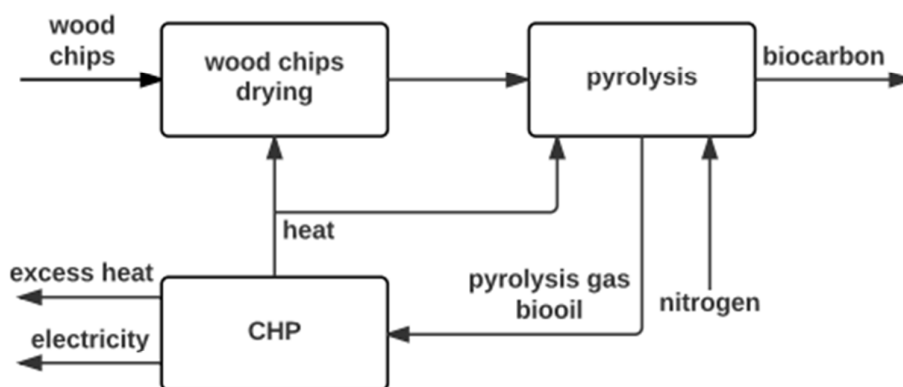 wood
chips
wood chips
drying
pyrolysis
biocarbon
heat
excess heat
pyrolysis gas
biooil
nitrogen
CHP
electricity